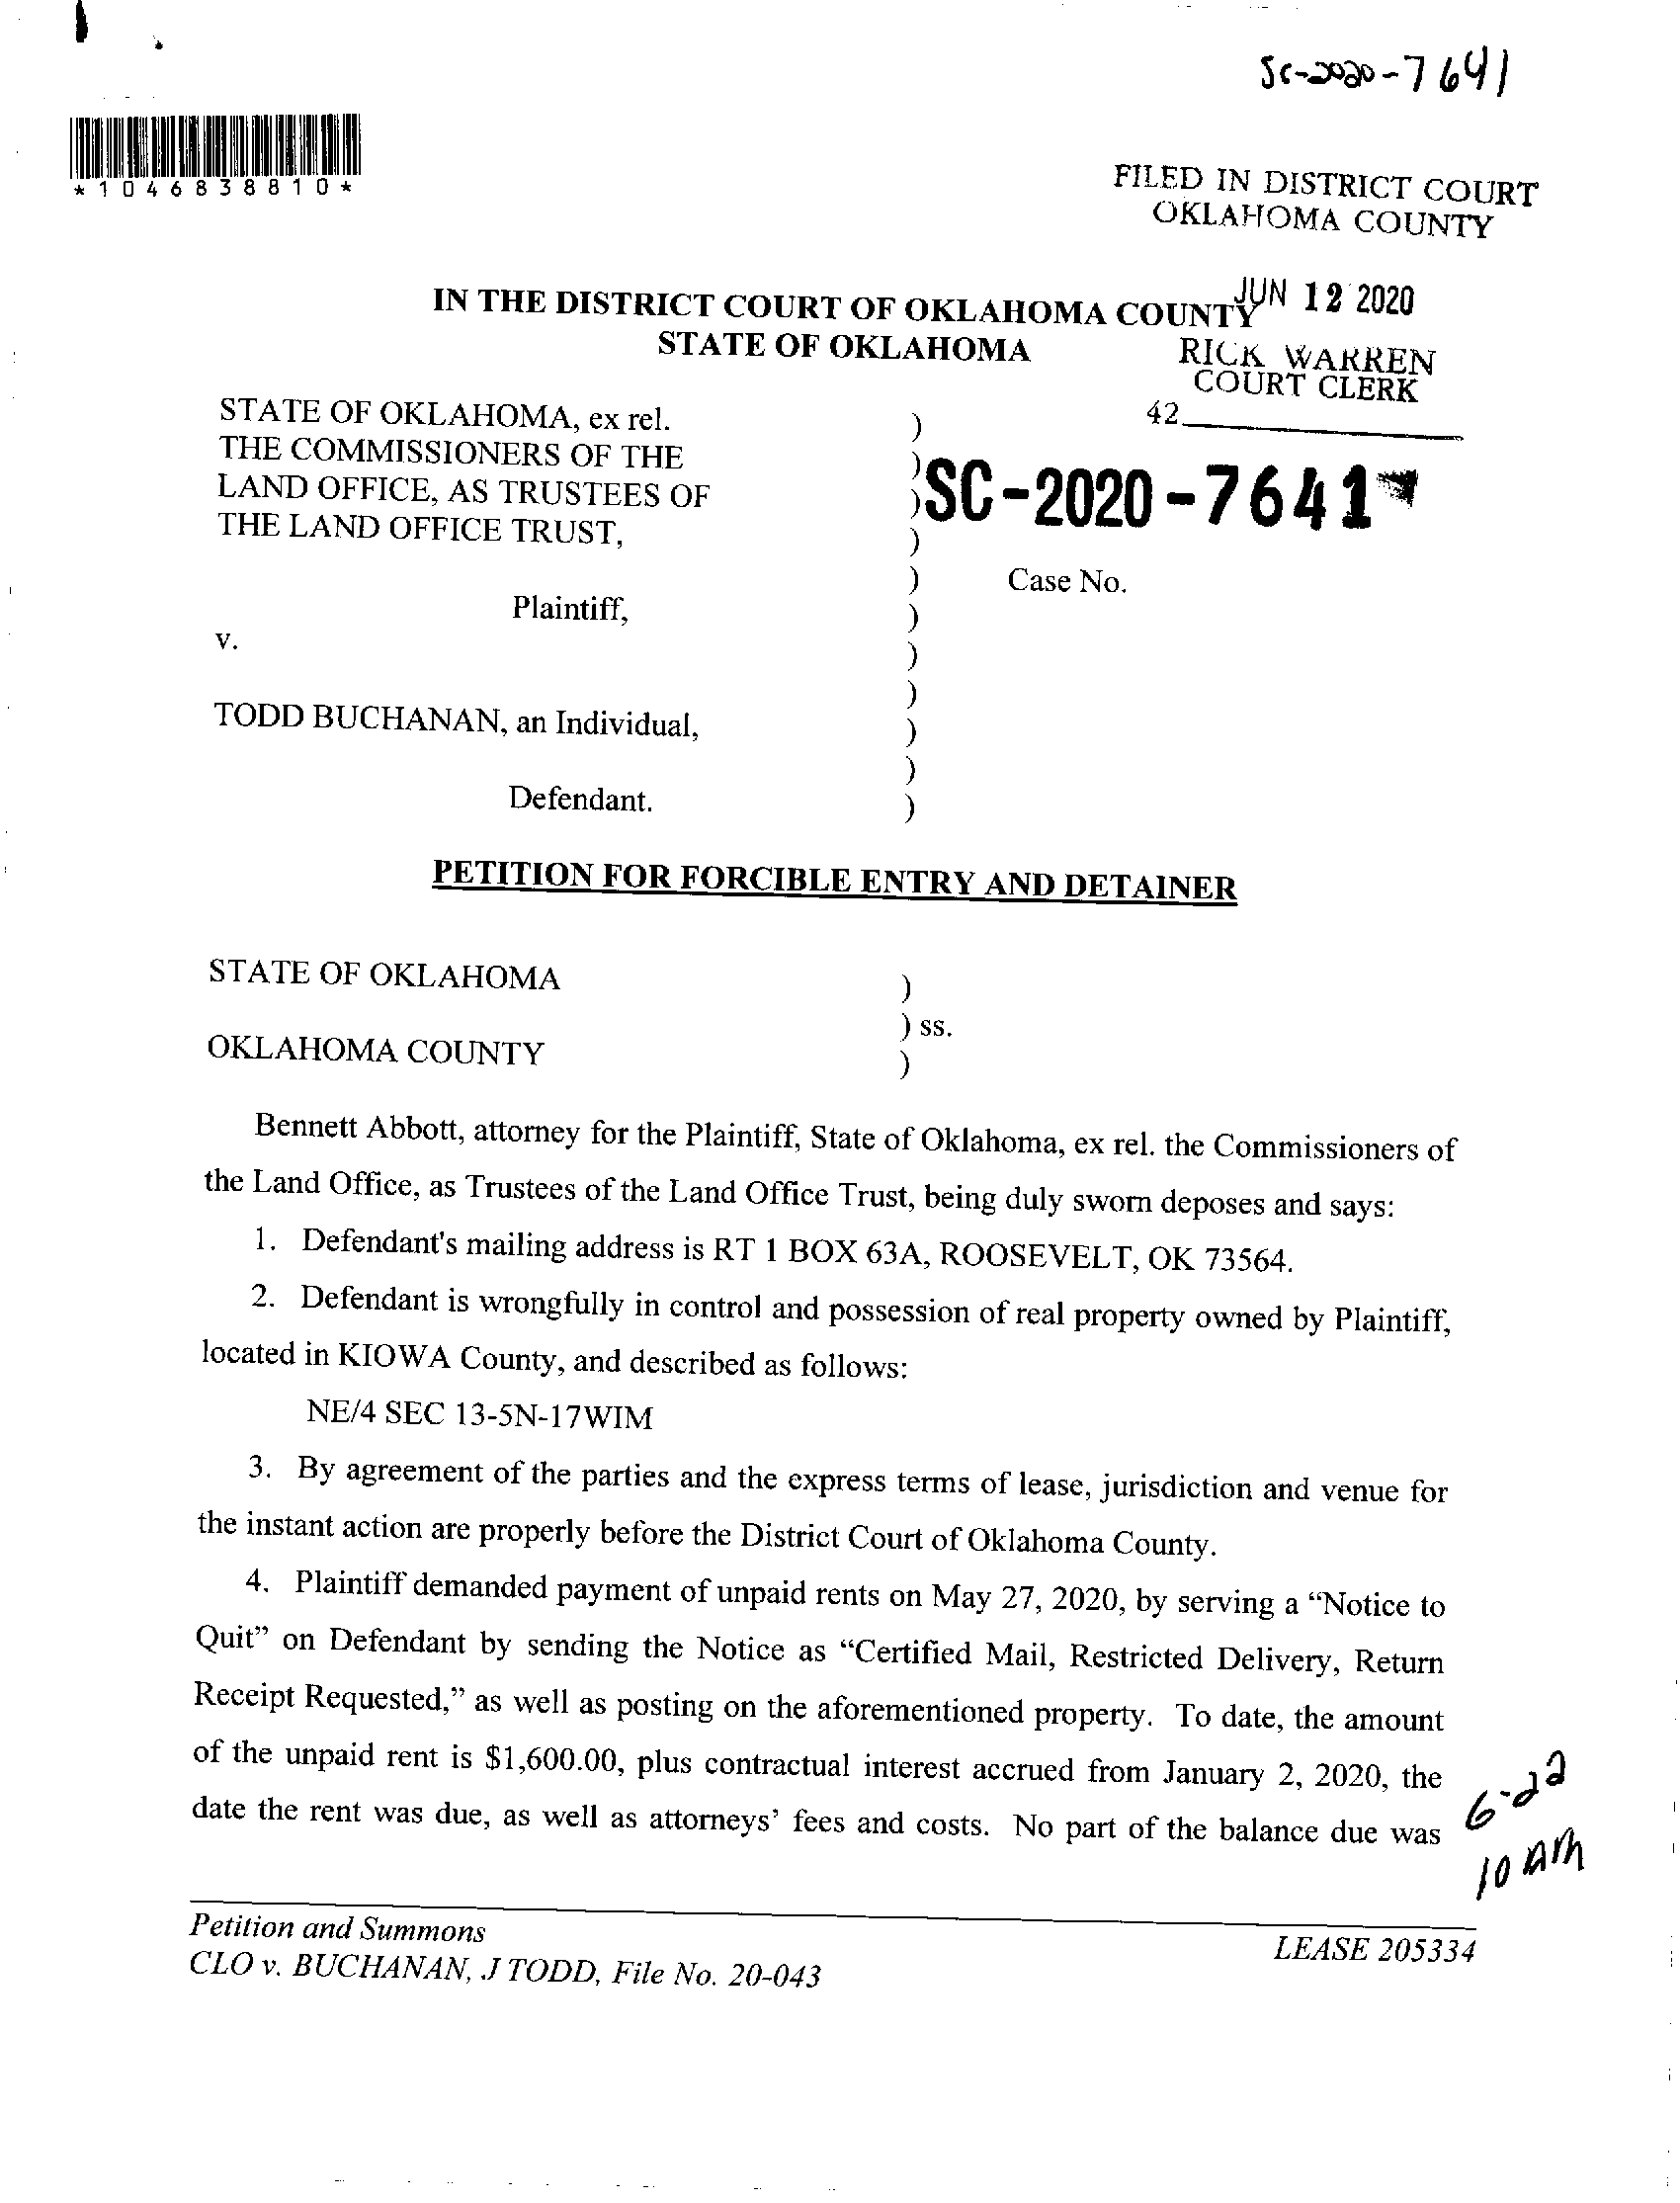 SC-2020-7641
*1046838810*
FILED IN DISTRICT COURT
OKLAHOMA COUNTY
JUN 12 2020
IN THE DISTRICT COURT OF OKLAHOMA COUNTY
STATE OF OKLAHOMA
RICK WARREN
COURT CLERK
42
STATE OF OKLAHOMA, ex rel. )
THE COMMISSIONERS OF THE )
LAND OFFICE, AS TRUSTEES OF ) SC-2020-7641
THE LAND OFFICE TRUST, )
) Case No.
Plaintiff, )
v. )
)
TODD BUCHANAN, an Individual, )
)
Defendant. )
PETITION FOR FORCIBLE ENTRY AND DETAINER
STATE OF OKLAHOMA )
) ss.
OKLAHOMA COUNTY )
Bennett Abbott, attorney for the Plaintiff, State of Oklahoma, ex rel. the Commissioners of
the Land Office, as Trustees of the Land Office Trust, being duly sworn deposes and says:
1. Defendant's mailing address is RT 1 BOX 63A, ROOSEVELT, OK 73564.
2. Defendant is wrongfully in control and possession of real property owned by Plaintiff,
located in KIOWA County, and described as follows:
NE/4 SEC 13-5N-17WIM
3. By agreement of the parties and the express terms of lease, jurisdiction and venue for
the instant action are properly before the District Court of Oklahoma County.
4. Plaintiff demanded payment of unpaid rents on May 27, 2020, by serving a “Notice to
Quit” on Defendant by sending the Notice as “Certified Mail, Restricted Delivery, Return
Receipt Requested,” as well as posting on the aforementioned property. To date, the amount
of the unpaid rent is $1,600.00, plus contractual interest accrued from January 2, 2020, the
date the rent was due, as well as attorneys’ fees and costs. No part of the balance due was
6-22
10 AM
Petition and Summons
CLO v. BUCHANAN, J TODD, File No. 20-043
LEASE 205334